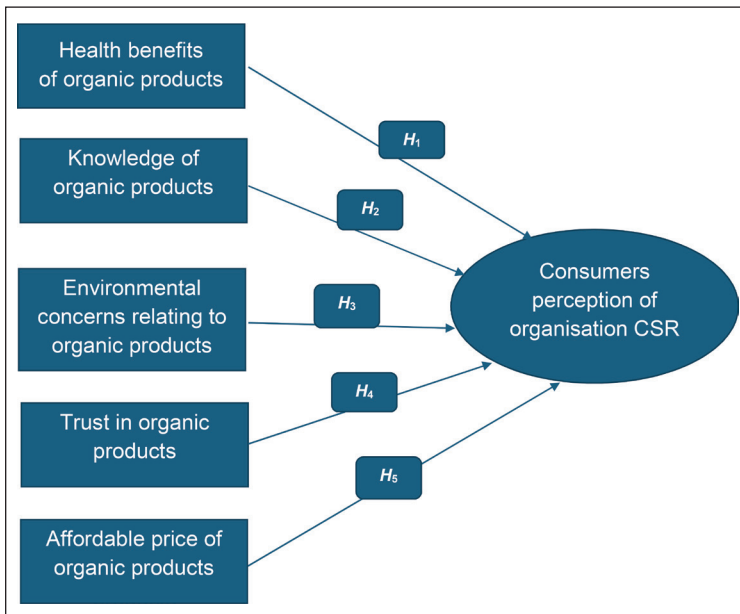 Health benefits
of organic products
H₁
Knowledge of
organic products
H₂
Environmental
concerns relating to
organic products
H₃
Consumers
perception of
organisation CSR
Trust in organic
products
H₄
Affordable price of
organic products
H₅